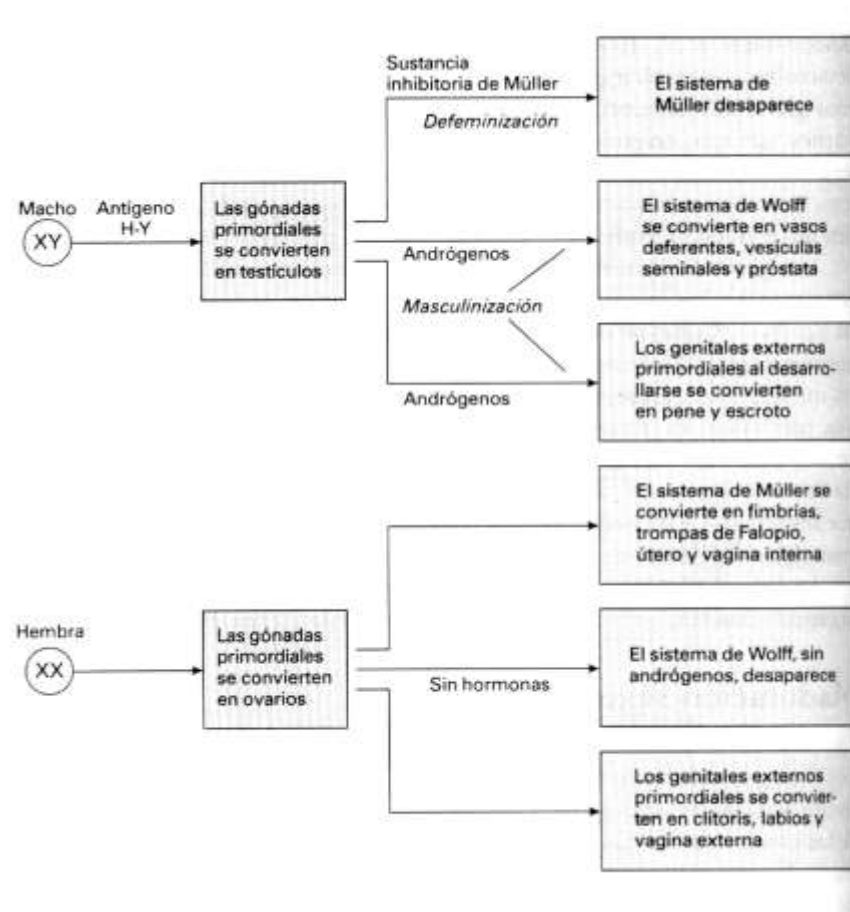 Sustancia
inhibitoria de Müller
Defeminización
El sistema de
Müller desaparece
Macho
XY
Antígeno
H-Y
Las gónadas
primordiales
se convierten
en testículos
Andrógenos
El sistema de Wolff
se convierte en vasos
deferentes, vesículas
seminales y próstata
Masculinización
Andrógenos
Los genitales externos
primordiales al desarro-
llarse se convierten
en pene y escroto
El sistema de Müller se
convierte en fimbrias,
trompas de Falopio,
útero y vagina interna
Hembra
XX
Las gónadas
primordiales
se convierten
en ovarios
Sin hormonas
El sistema de Wolff, sin
andrógenos, desaparece
Los genitales externos
primordiales se convier-
ten en clítoris, labios y
vagina externa